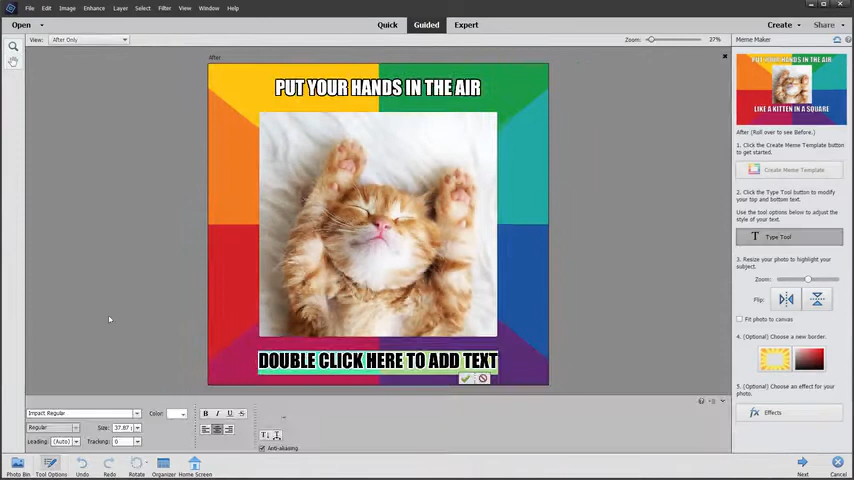 File Edit Image Enhance Layer Select Filter View Window Help
Open Quick Guided Expert Create Share
View: After Only Zoom: 27% Meme Maker
After
PUT YOUR HANDS IN THE AIR
DOUBLE CLICK HERE TO ADD TEXT
PUT YOUR HANDS IN THE AIR
LIKE A KITTEN IN A SQUARE
After (Roll over to see Before.)
1. Click the Create Meme Template button
to get started.
Create Meme Template
2. Click the Type Tool button to modify
your top and bottom text.
Use the tool options below to adjust the
style of your text.
T Type Tool
3. Resize your photo to highlight your
subject.
Zoom:
Flip:
Fit photo to canvas
4. (Optional) Choose a new border.
5. (Optional) Choose an effect for your
photo.
fx Effects
Impact Regular Color: B I U S
Regular Size: 37.87
Leading: (Auto) Tracking: 0
Anti-aliasing
Photo Bin Tool Options Undo Redo Rotate Organizer Home Screen Next Cancel